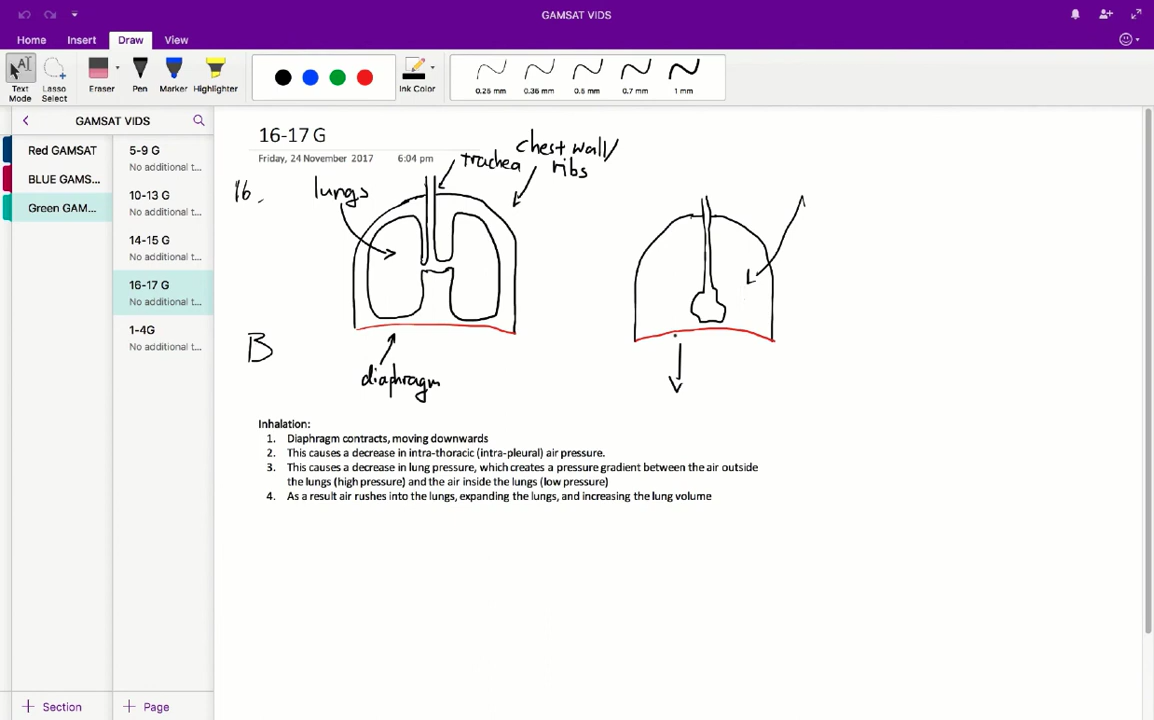 GAMSAT VIDS
Home
Insert
Draw
View
Text Mode
Lasso Select
Eraser
Pen
Marker
Highlighter
Ink Color
0.25 mm
0.35 mm
0.5 mm
0.7 mm
1 mm
GAMSAT VIDS
Red GAMSAT
BLUE GAMS...
Green GAM...
5-9 G
No additional t...
10-13 G
No additional t...
14-15 G
No additional t...
16-17 G
No additional t...
1-4G
No additional t...
16-17 G
Friday, 24 November 2017
6:04 pm
16.
lungs
trachea
chest wall/
ribs
B
diaphragm
Inhalation:
1. Diaphragm contracts, moving downwards
2. This causes a decrease in intra-thoracic (intra-pleural) air pressure.
3. This causes a decrease in lung pressure, which creates a pressure gradient between the air outside
the lungs (high pressure) and the air inside the lungs (low pressure)
4. As a result air rushes into the lungs, expanding the lungs, and increasing the lung volume
+ Section
+ Page